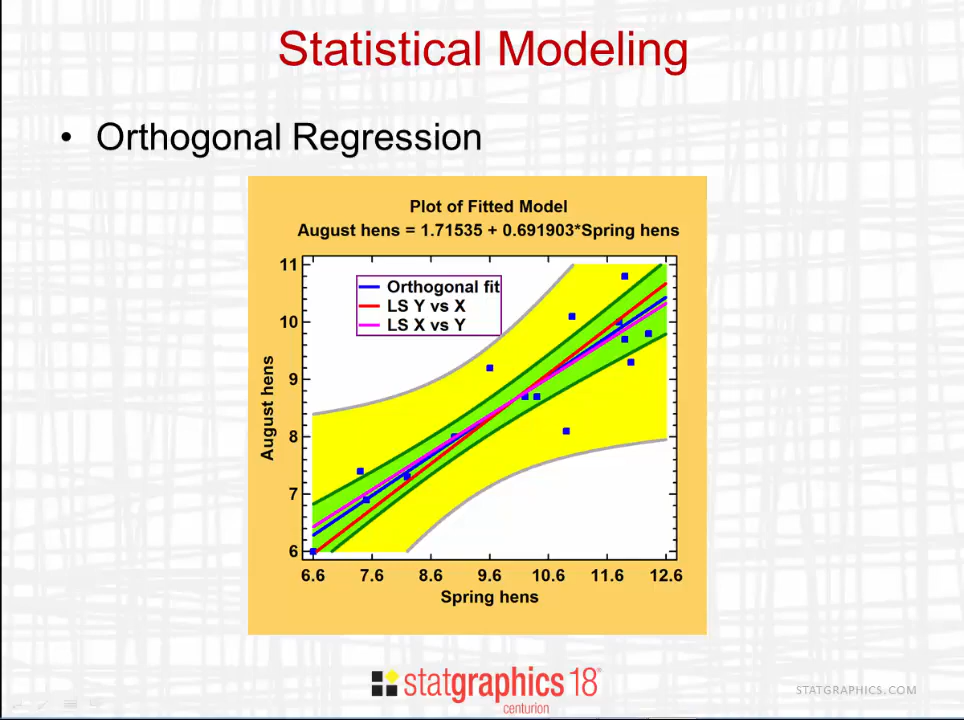 Statistical Modeling
• Orthogonal Regression
Plot of Fitted Model
August hens = 1.71535 + 0.691903*Spring hens
Orthogonal fit
LS Y vs X
LS X vs Y
11
10
9
8
7
6
August hens
6.6 7.6 8.6 9.6 10.6 11.6 12.6
Spring hens
statgraphics 18®
centurion
STATGRAPHICS.COM